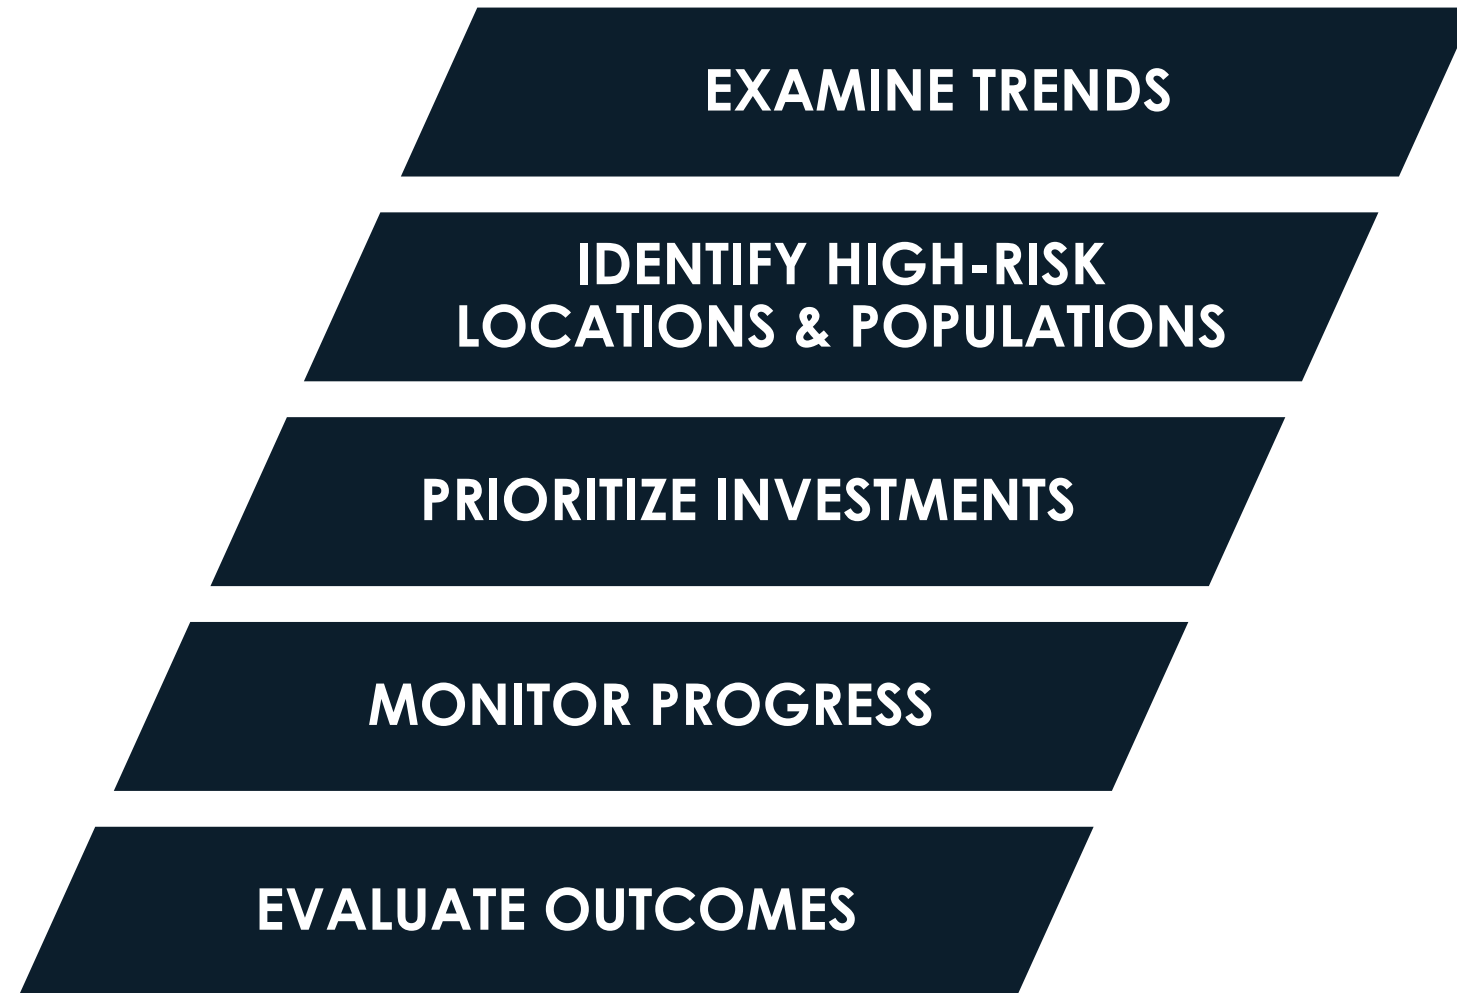 EXAMINE TRENDS
IDENTIFY HIGH-RISK
LOCATIONS & POPULATIONS
PRIORITIZE INVESTMENTS
MONITOR PROGRESS
EVALUATE OUTCOMES